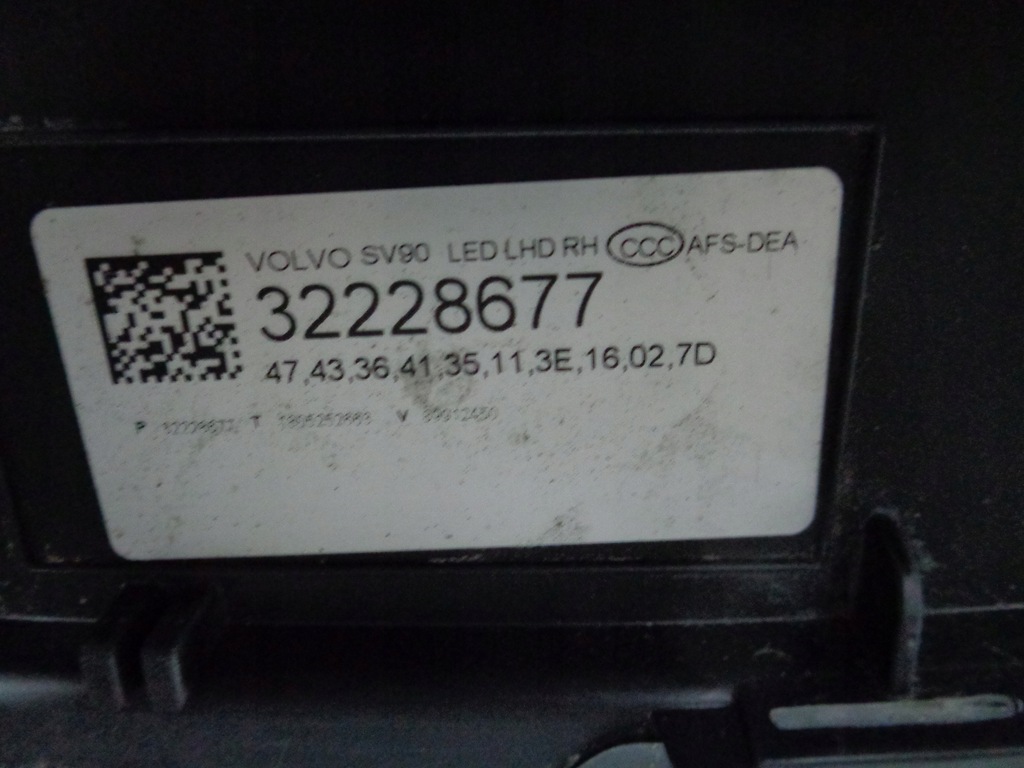 VOLVO SV90 LED LHD RH CCC AFS-DEA
32228677
47,43,36,41,35,11,3E,16,02,7D
P T V